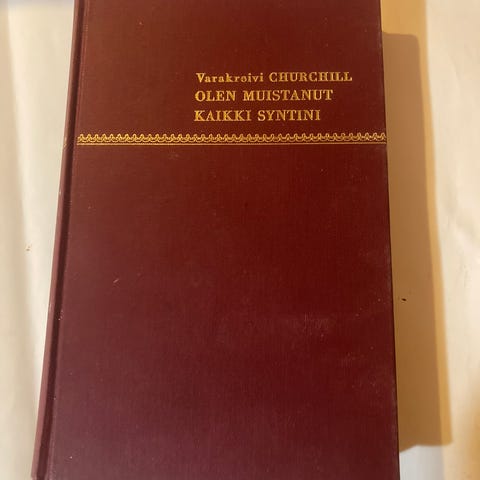 Varakreivi CHURCHILL
OLEN MUISTANUT
KAIKKI SYNTINI